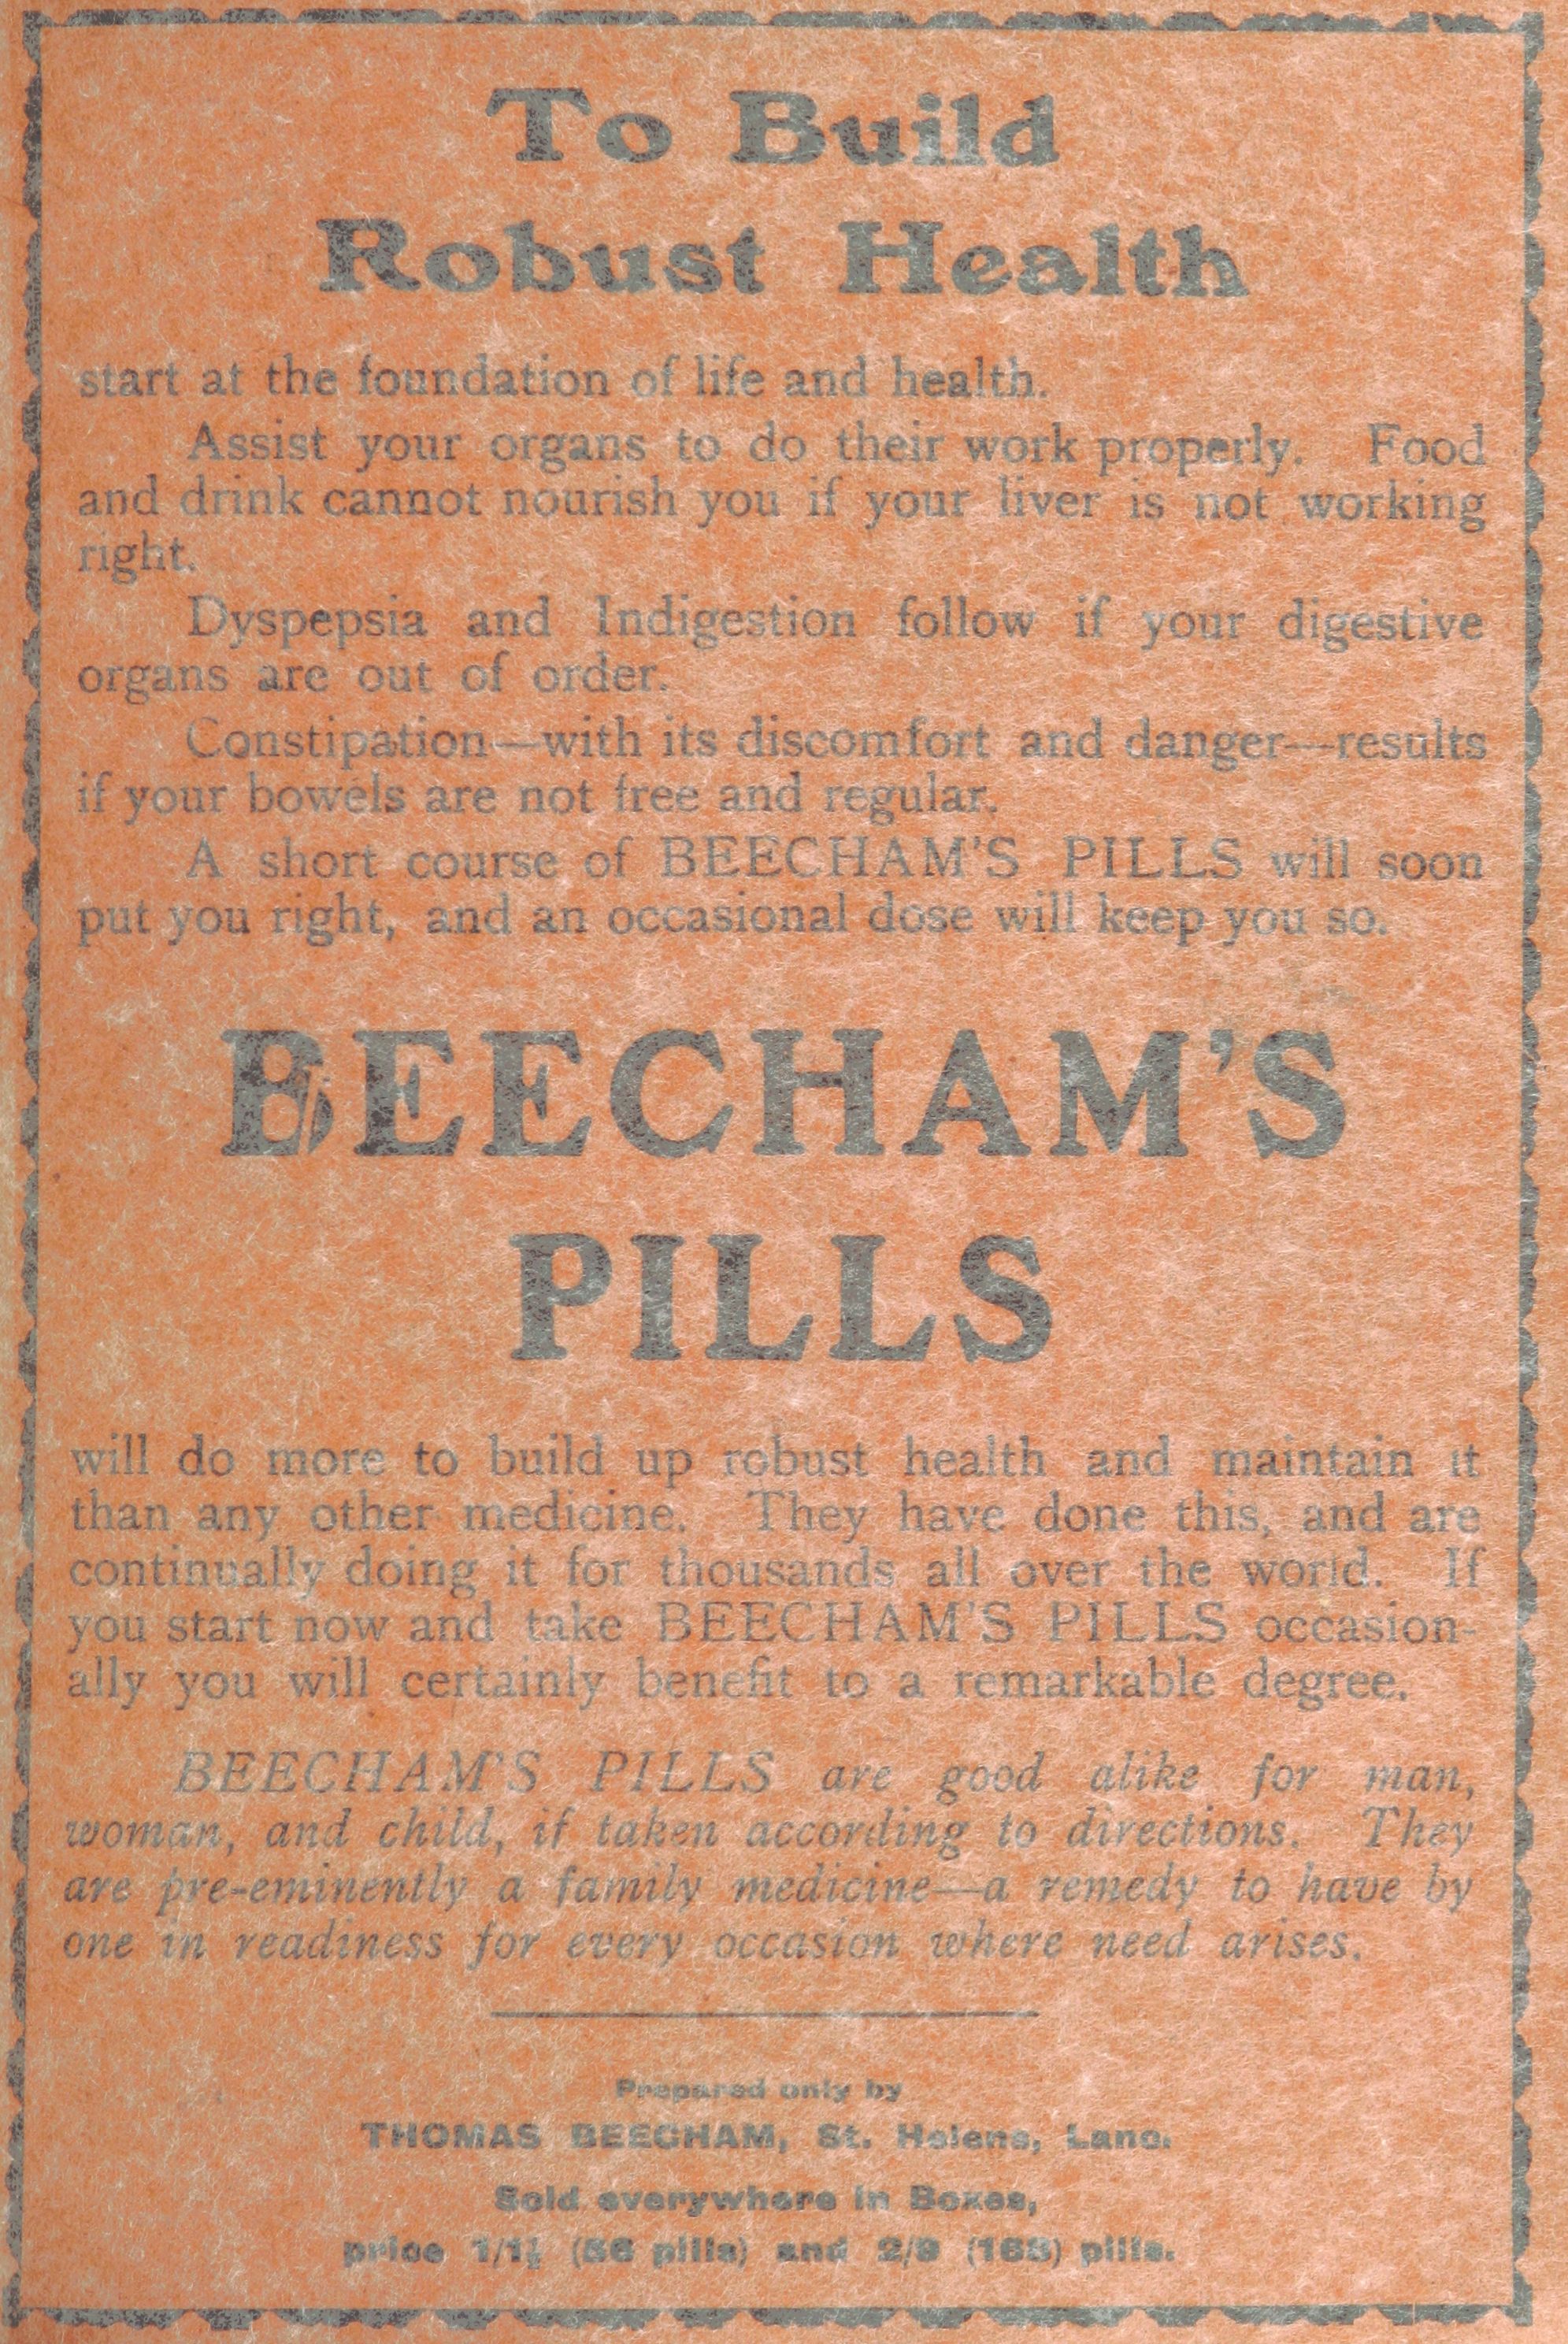 To Build
Robust Health
start at the foundation of life and health.
Assist your organs to do their work properly. Food
and drink cannot nourish you if your liver is not working
right.
Dyspepsia and Indigestion follow if your digestive
organs are out of order.
Constipation—with its discomfort and danger—results
if your bowels are not free and regular.
A short course of BEECHAM'S PILLS will soon
put you right, and an occasional dose will keep you so.
BEECHAM'S
PILLS
will do more to build up robust health and maintain it
than any other medicine. They have done this, and are
continually doing it for thousands all over the world. If
you start now and take BEECHAM'S PILLS occasion-
ally you will certainly benefit to a remarkable degree.
BEECHAM'S PILLS are good alike for man,
woman, and child, if taken according to directions. They
are pre-eminently a family medicine—a remedy to have by
one in readiness for every occasion where need arises.
Prepared only by
THOMAS BEECHAM, St. Helens, Lanc.
Sold everywhere in Boxes,
price 1/1½ (56 pills) and 2/9 (168) pills.